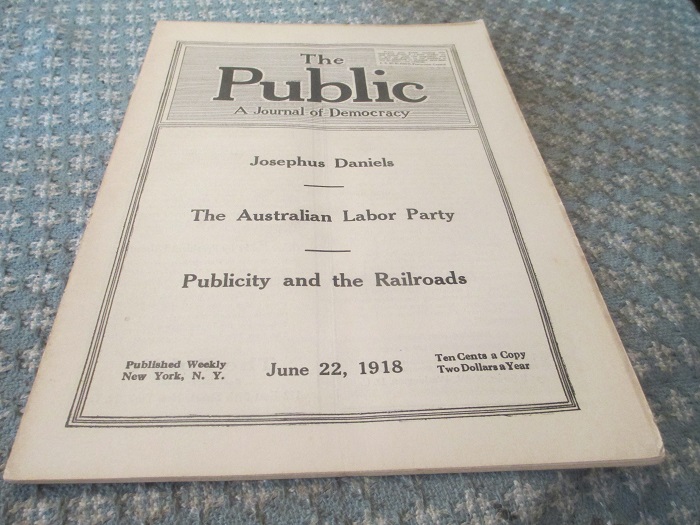 The
Public
A Journal of Democracy
Josephus Daniels
The Australian Labor Party
Publicity and the Railroads
Published Weekly
New York, N. Y.
June 22, 1918
Ten Cents a Copy
Two Dollars a Year